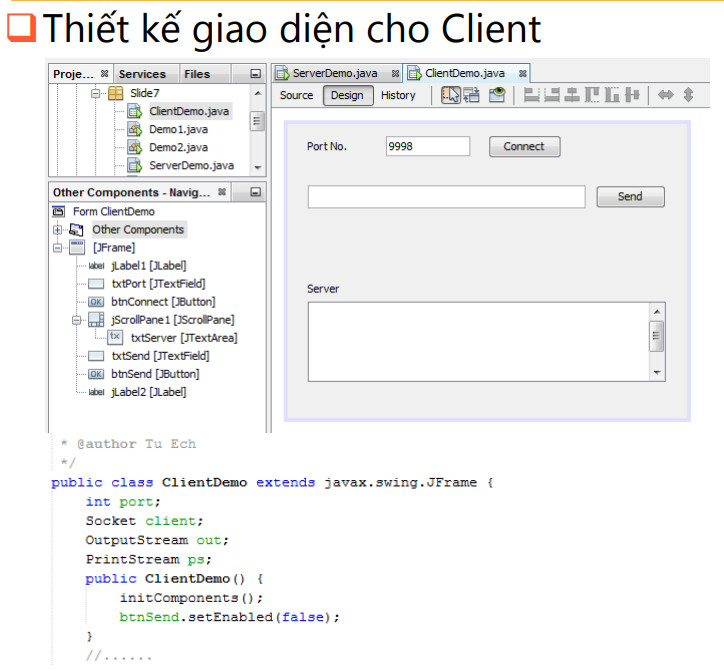 Thiết kế giao diện cho Client
Proje... Services Files
Slide7
ClientDemo.java
Demo1.java
Demo2.java
ServerDemo.java
Other Components - Navig...
Form ClientDemo
Other Components
[JFrame]
label jLabel1 [JLabel]
txtPort [JTextField]
OK btnConnect [JButton]
jScrollPane1 [JScrollPane]
tx txtServer [JTextArea]
txtSend [JTextField]
OK btnSend [JButton]
label jLabel2 [JLabel]
ServerDemo.java ClientDemo.java
Source Design History
Port No. 9998 Connect
Send
Server
* @author Tu Ech
*/
public class ClientDemo extends javax.swing.JFrame {
int port;
Socket client;
OutputStream out;
PrintStream ps;
public ClientDemo() {
initComponents();
btnSend.setEnabled(false);
}
//......